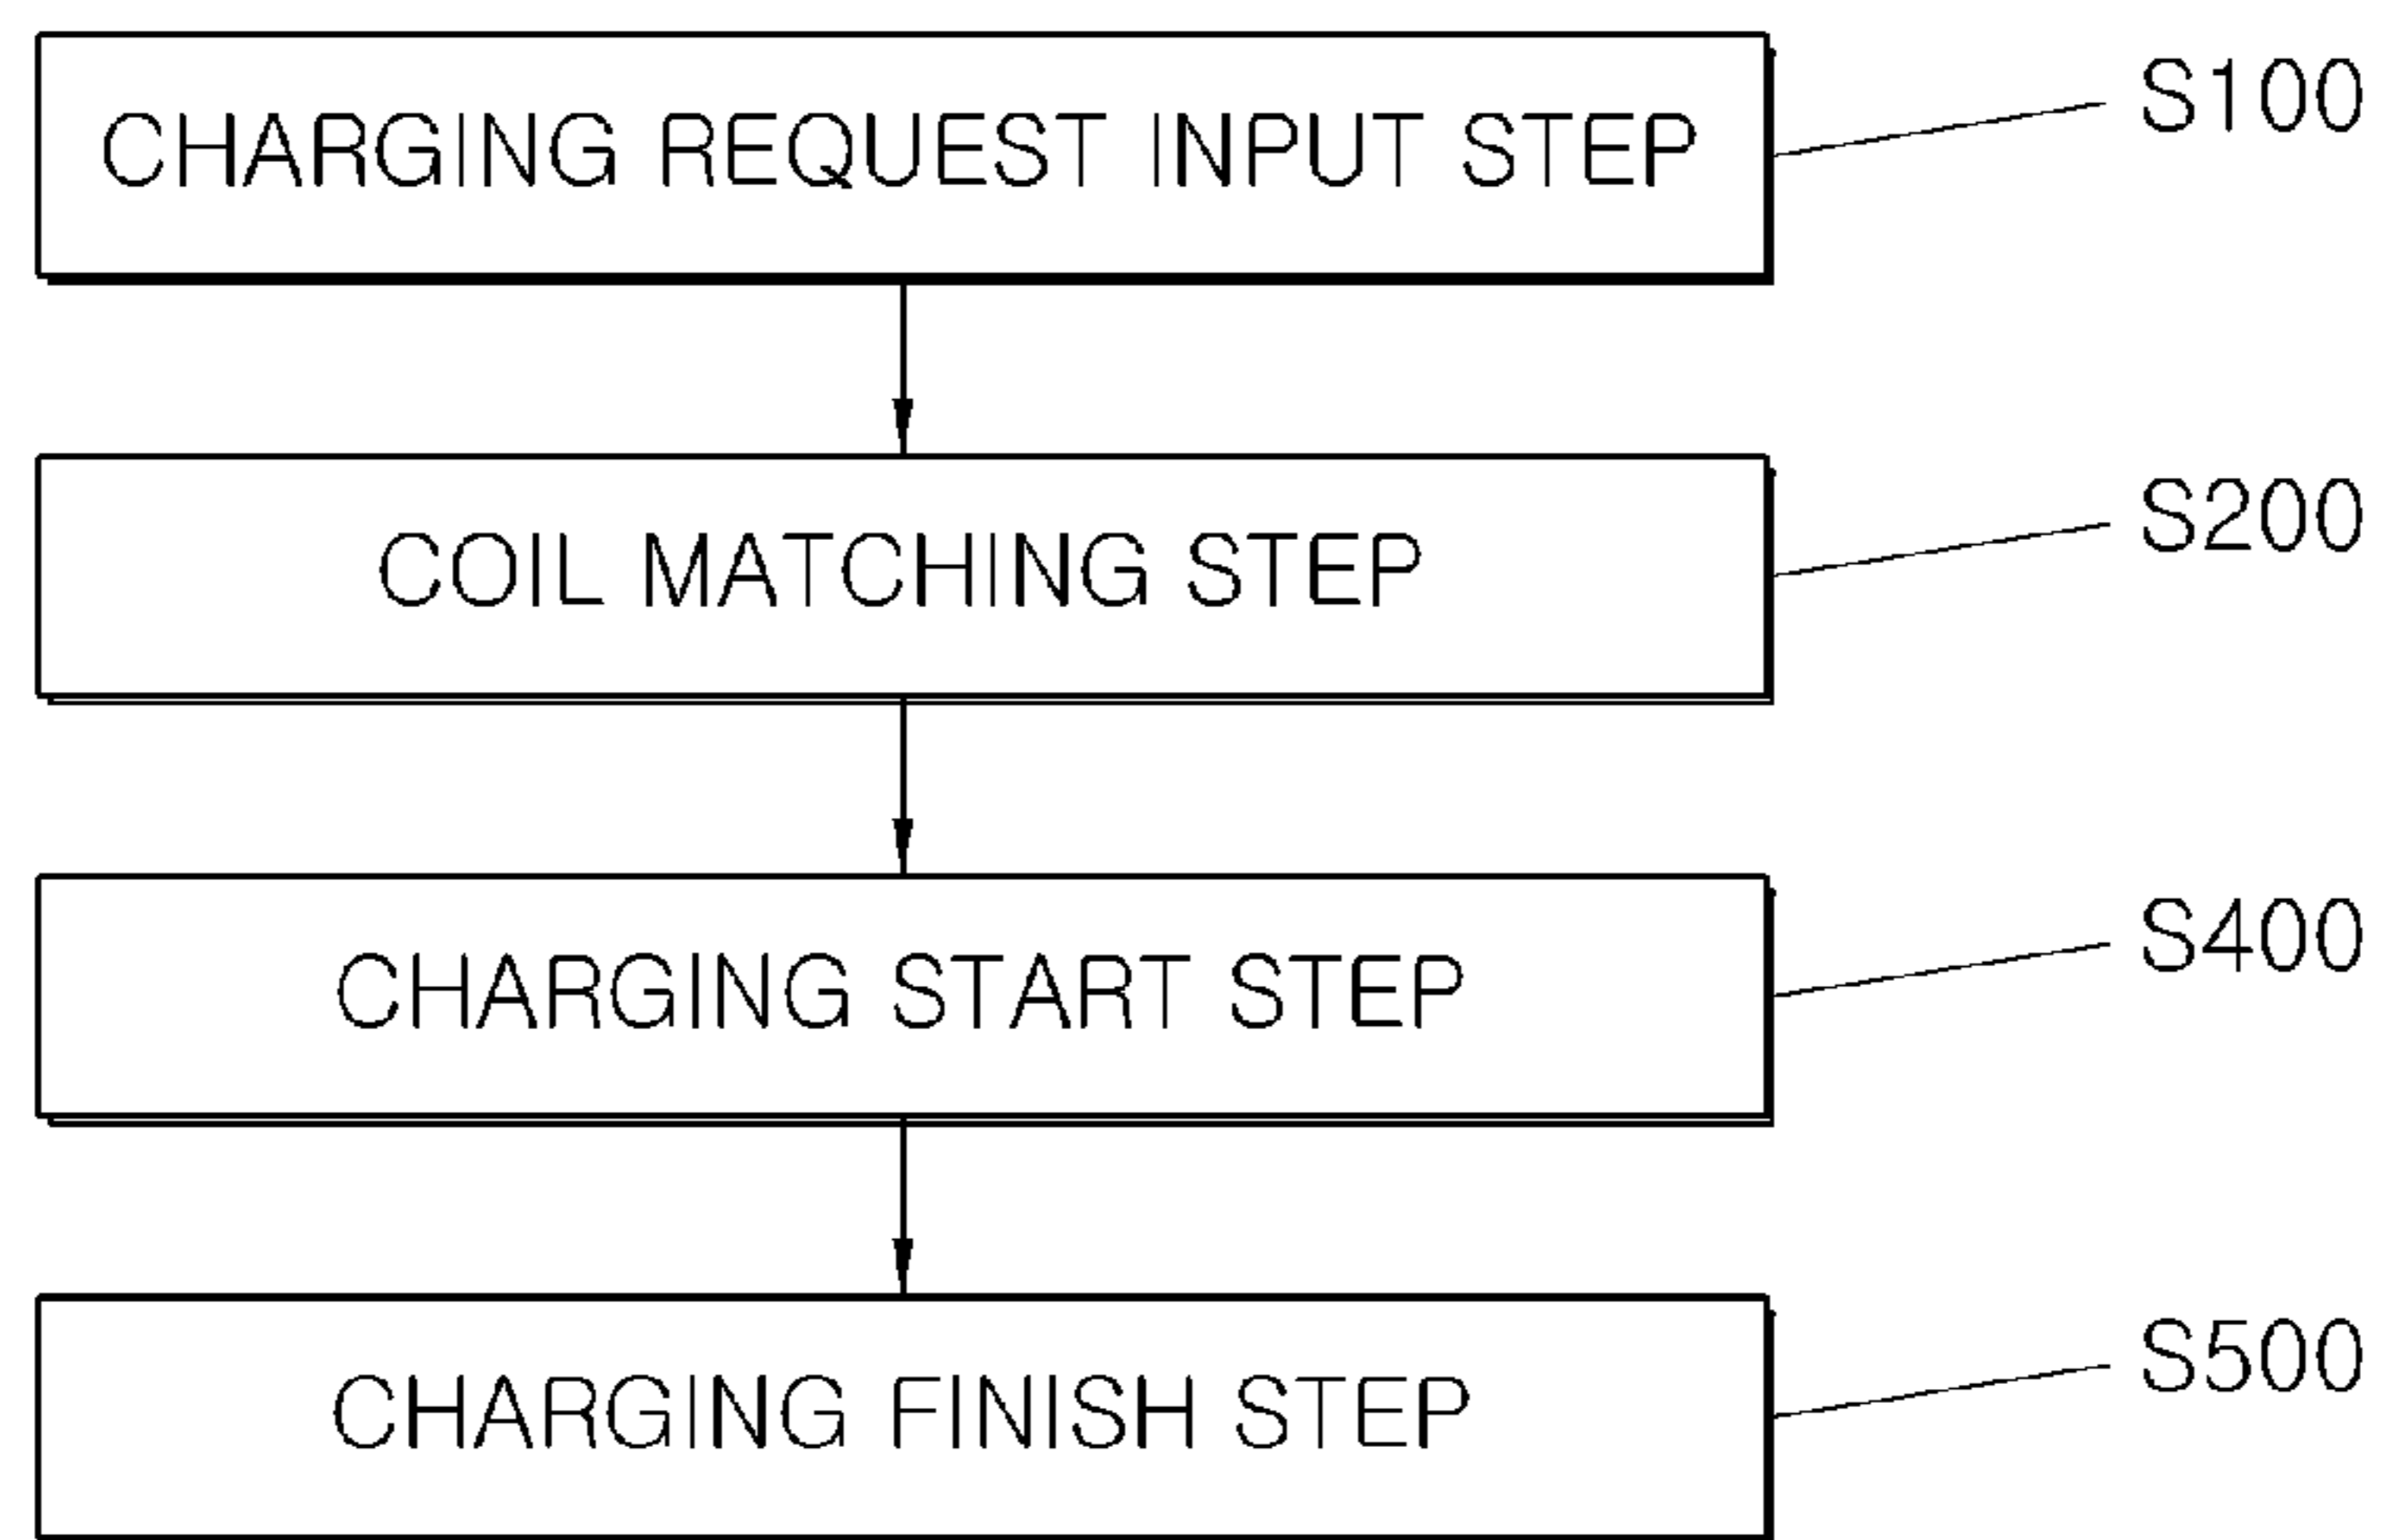 CHARGING REQUEST INPUT STEP
S100
COIL MATCHING STEP
S200
CHARGING START STEP
S400
CHARGING FINISH STEP
S500